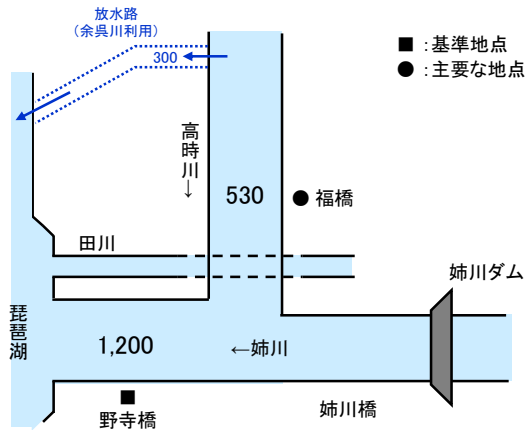 放水路
(余呉川利用)
300
■ : 基準地点
● : 主要な地点
高時川→
530
● 福橋
田川
姉川ダム
琵琶湖
1,200
←姉川
野寺橋
姉川橋